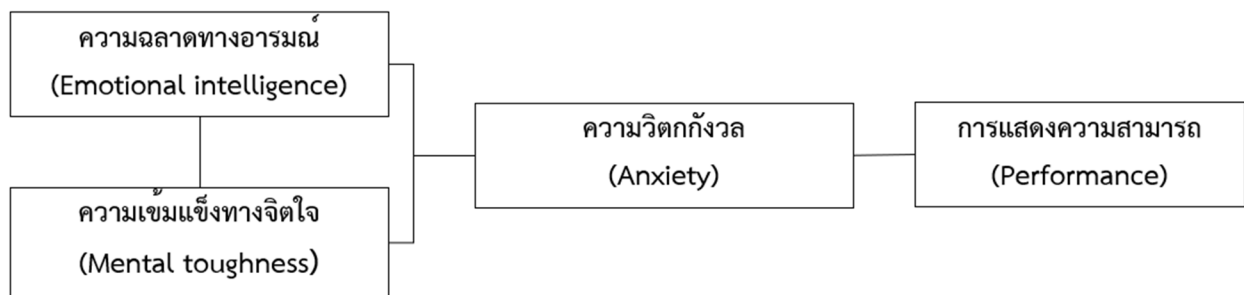 ความฉลาดทางอารมณ์
(Emotional intelligence)
ความเข้มแข็งทางจิตใจ
(Mental toughness)
ความวิตกกังวล
(Anxiety)
การแสดงความสามารถ
(Performance)